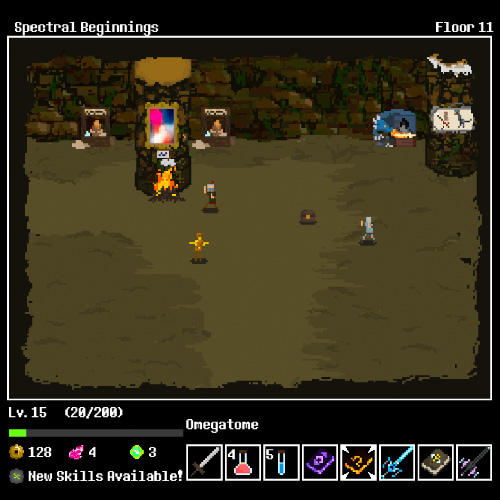 Spectral Beginnings
Floor 11
Lv.15 (20/200)
Omegatome
128
4
3
4
5
New Skills Available!